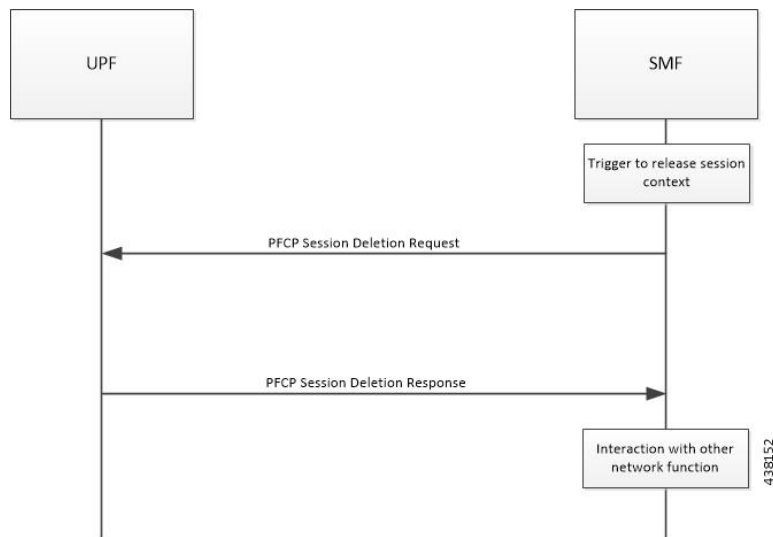 UPF
SMF
Trigger to release session
context
PFCP Session Deletion Request
PFCP Session Deletion Response
Interaction with other
network function
438152